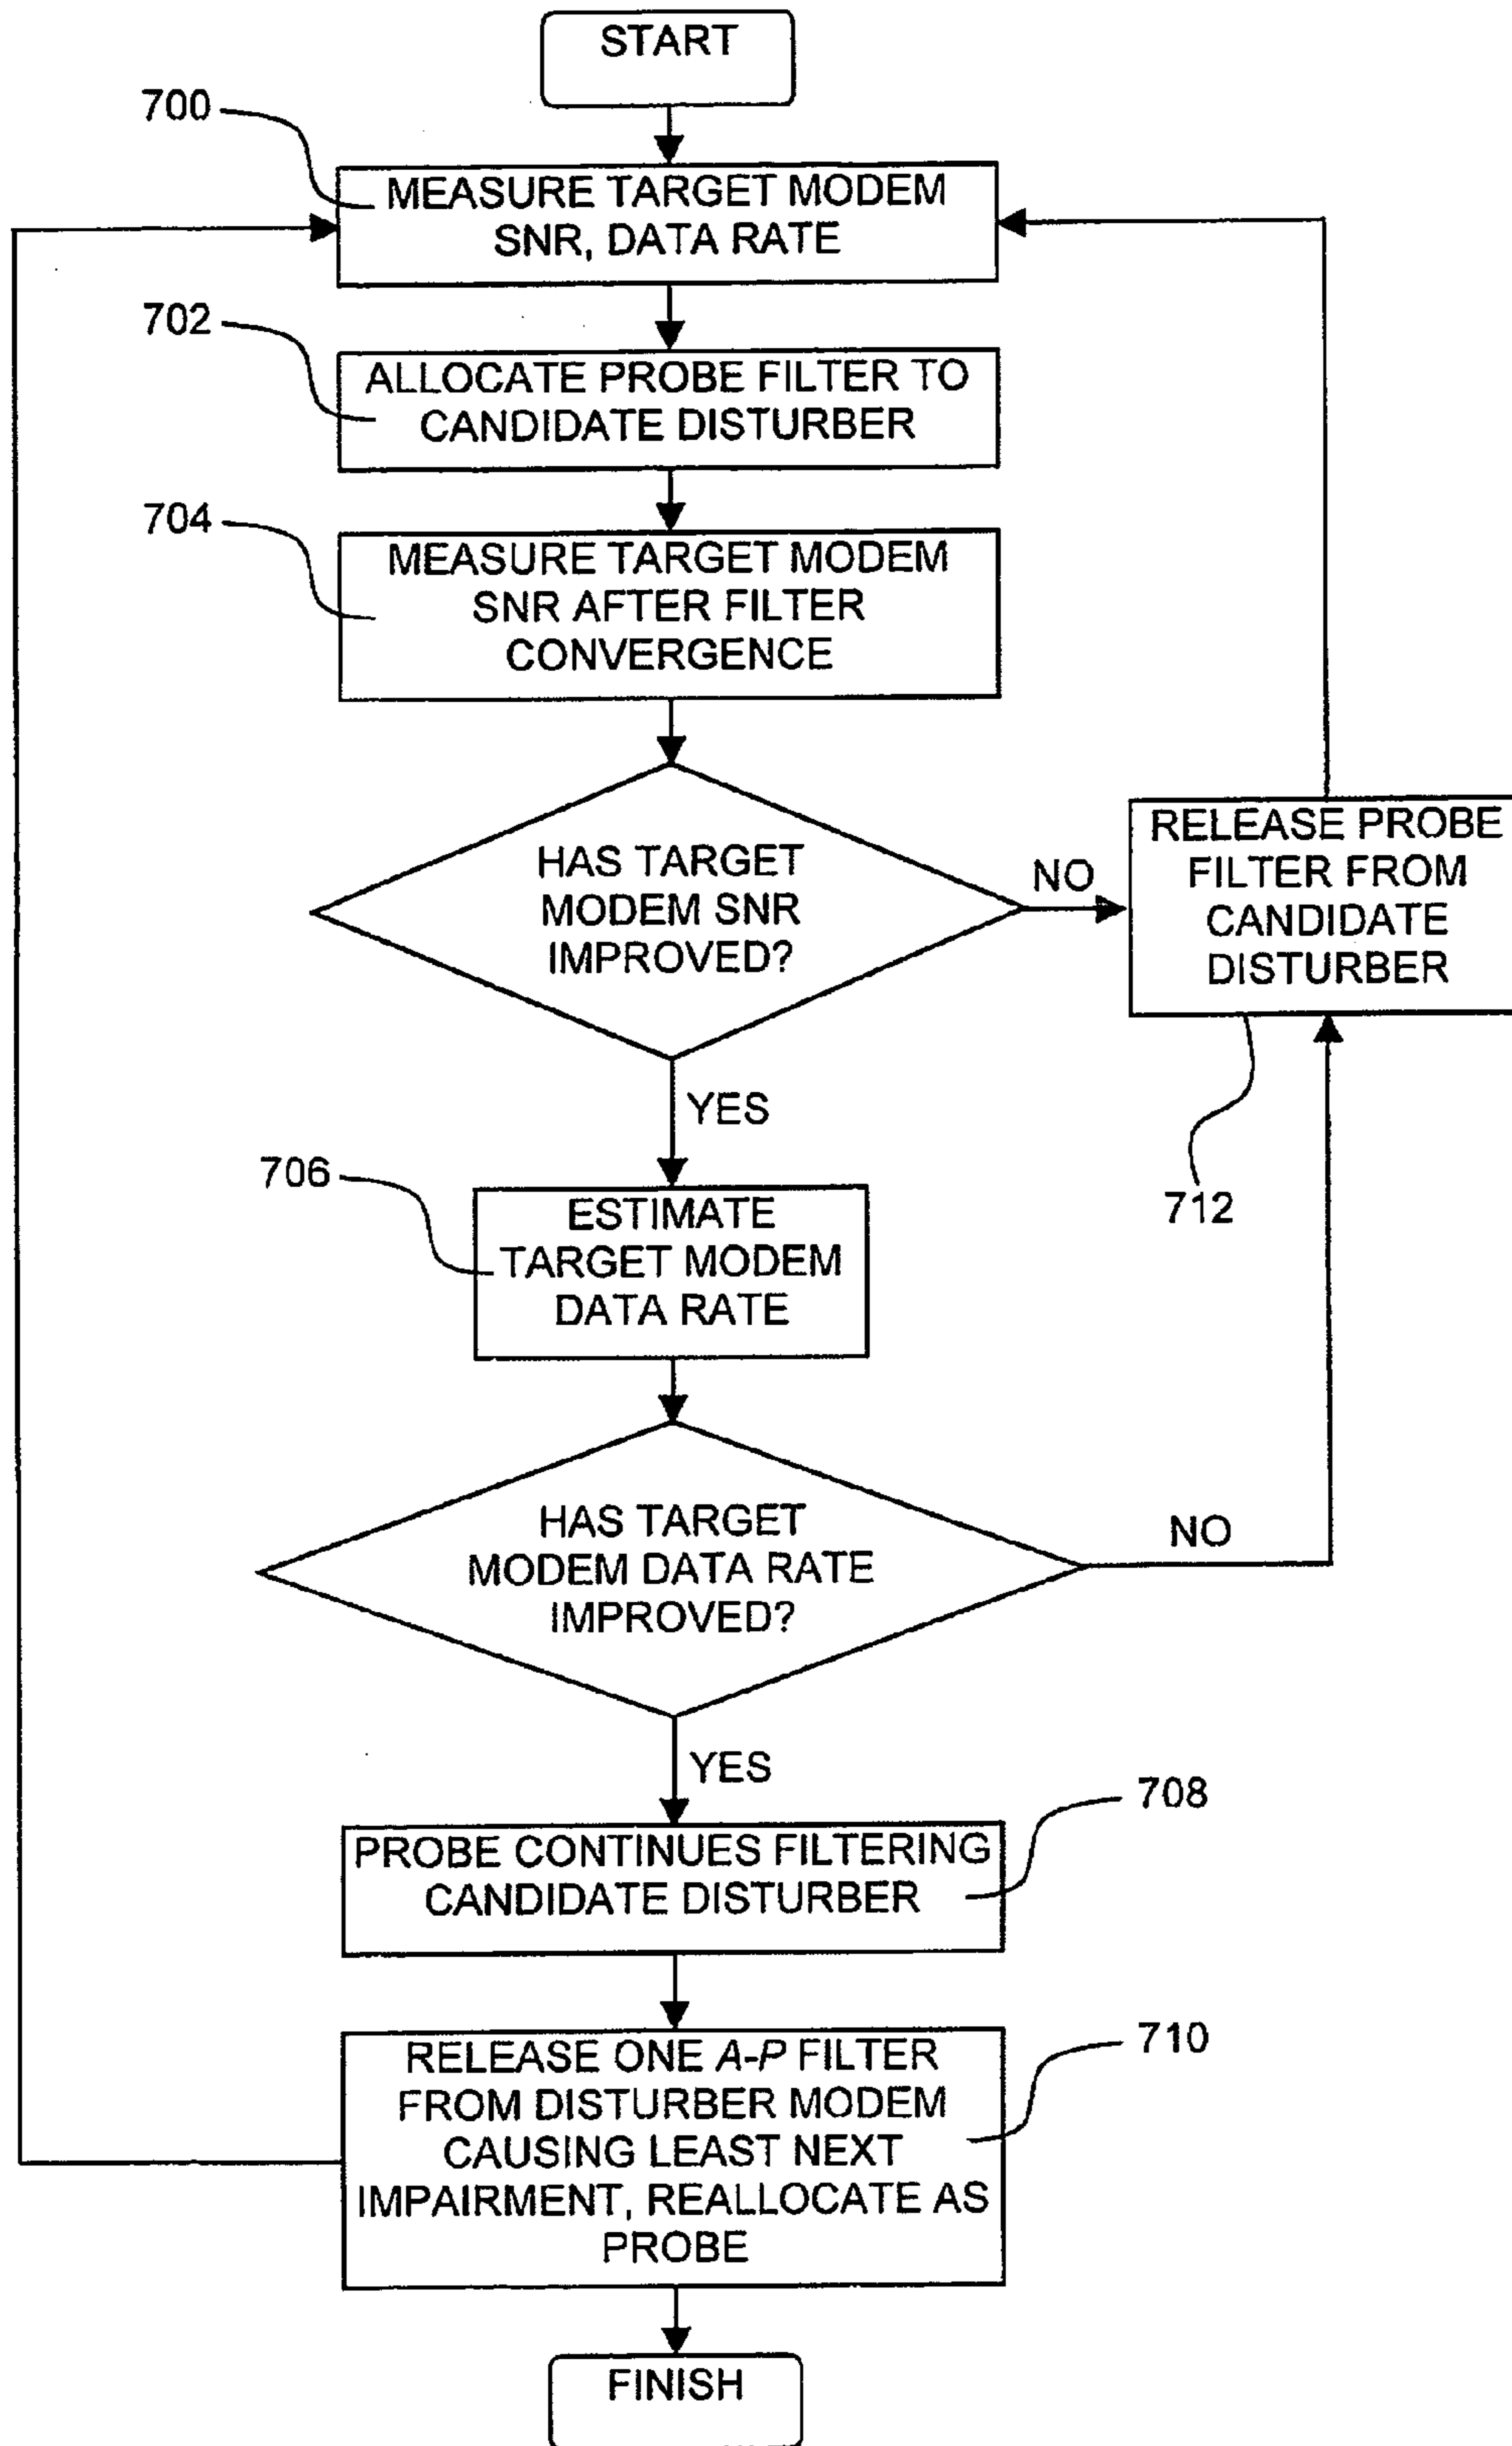 START
700
MEASURE TARGET MODEM
SNR, DATA RATE
702
ALLOCATE PROBE FILTER TO
CANDIDATE DISTURBER
704
MEASURE TARGET MODEM
SNR AFTER FILTER
CONVERGENCE
HAS TARGET
MODEM SNR
IMPROVED?
NO
RELEASE PROBE
FILTER FROM
CANDIDATE
DISTURBER
712
YES
706
ESTIMATE
TARGET MODEM
DATA RATE
HAS TARGET
MODEM DATA RATE
IMPROVED?
NO
YES
708
PROBE CONTINUES FILTERING
CANDIDATE DISTURBER
710
RELEASE ONE A-P FILTER
FROM DISTURBER MODEM
CAUSING LEAST NEXT
IMPAIRMENT, REALLOCATE AS
PROBE
FINISH